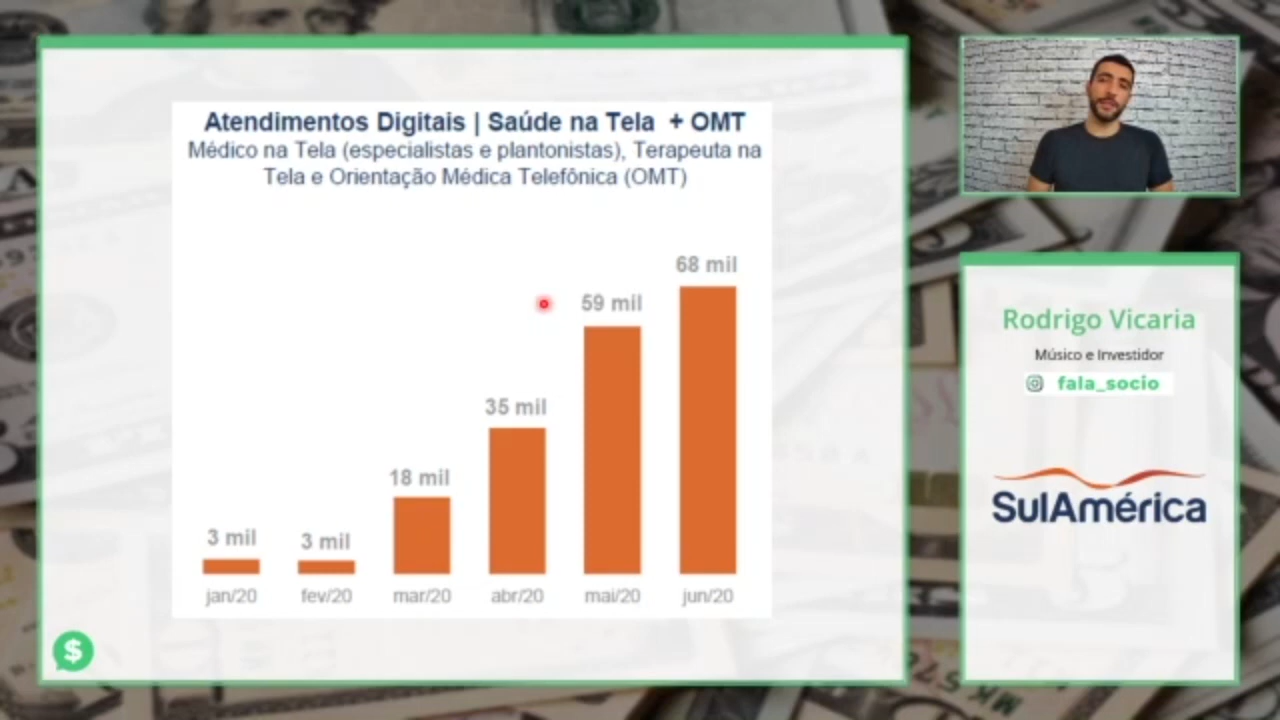 Atendimentos Digitais | Saúde na Tela + OMT
Médico na Tela (especialistas e plantonistas), Terapeuta na
Tela e Orientação Médica Telefônica (OMT)
3 mil
3 mil
18 mil
35 mil
59 mil
68 mil
jan/20
fev/20
mar/20
abr/20
mai/20
jun/20
$
Rodrigo Vicaria
Músico e Investidor
fala_socio
SulAmérica